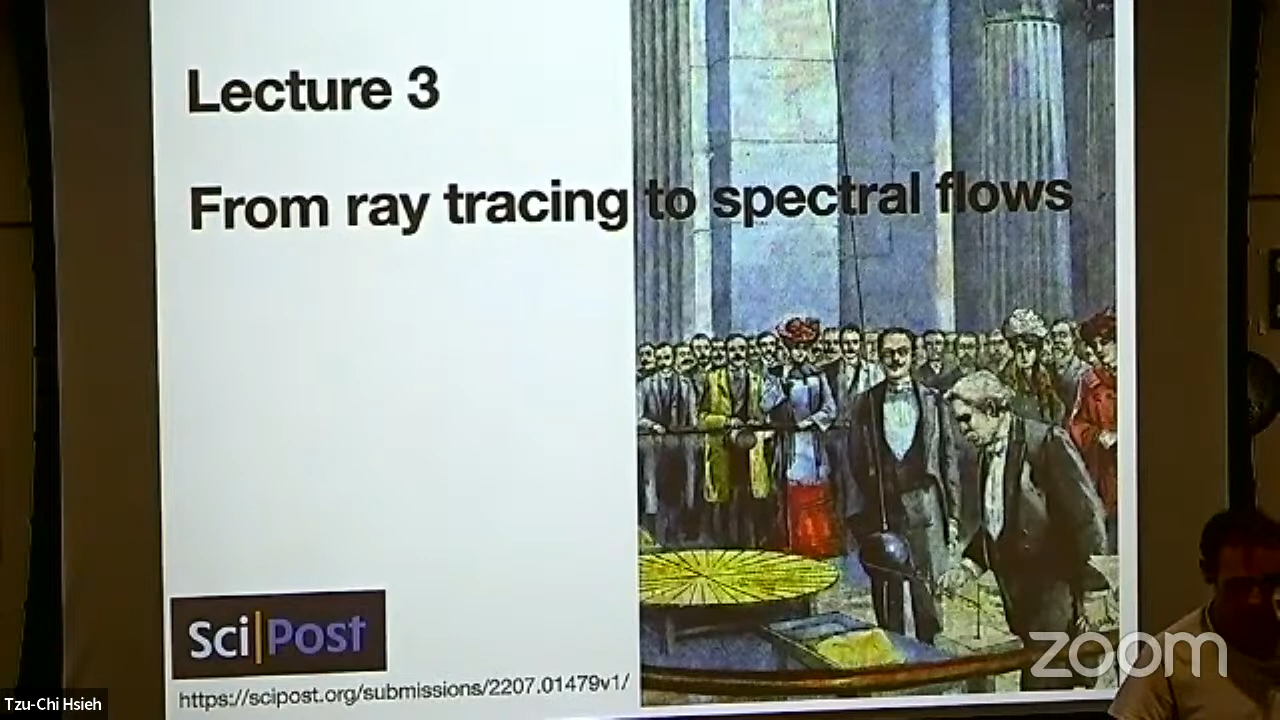 Lecture 3
From ray tracing to spectral flows
Sci|Post
https://scipost.org/submissions/2207.01479v1/
zoom
Tzu-Chi Hsieh